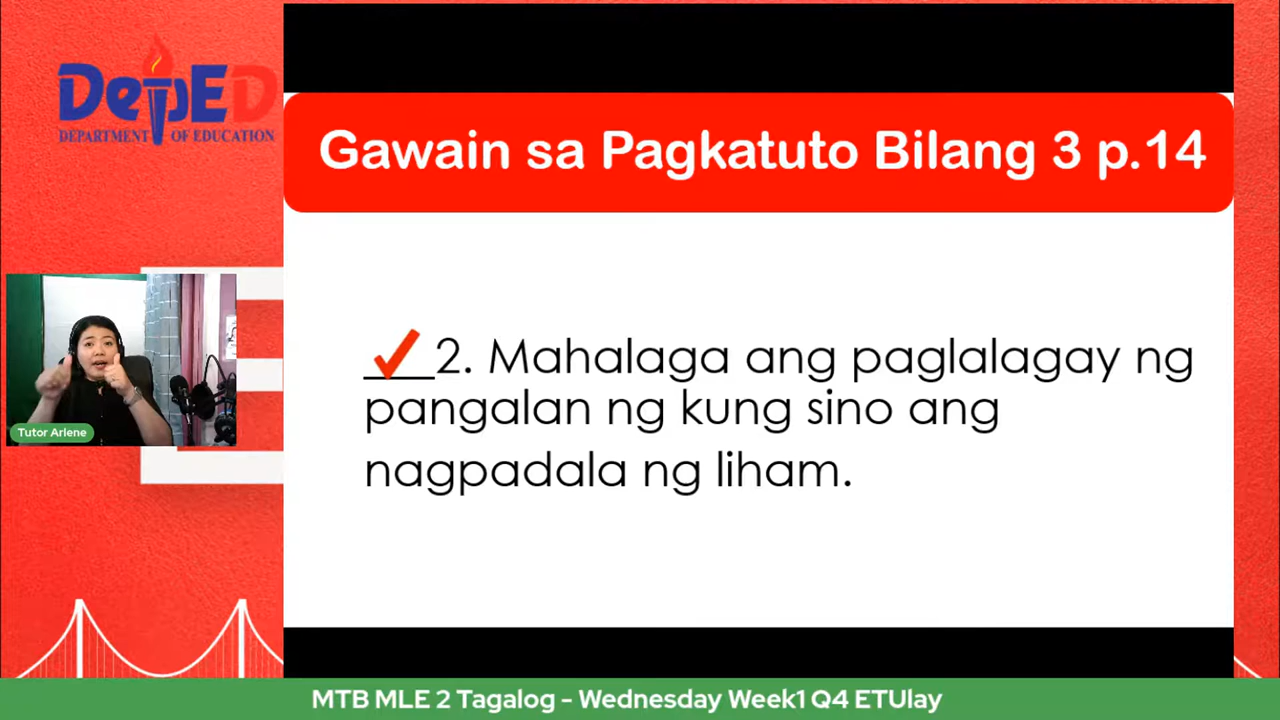 DepED
DEPARTMENT OF EDUCATION
Gawain sa Pagkatuto Bilang 3 p.14
___2. Mahalaga ang paglalagay ng
pangalan ng kung sino ang
nagpadala ng liham.
Tutor Arlene
MTB MLE 2 Tagalog - Wednesday Week1 Q4 ETUlay